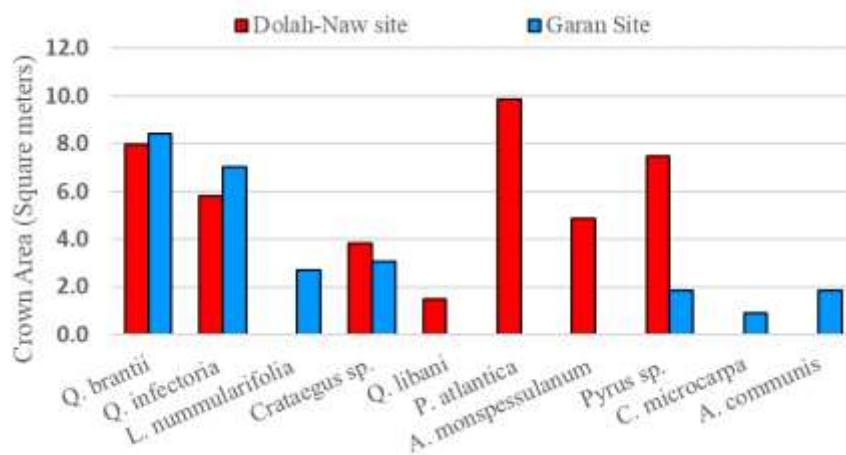 Dolah-Naw site Garan Site
12.0
10.0
8.0
6.0
4.0
2.0
0.0
Crown Area (Square meters)
Q. brantii
Q. infectoria
L. nummularifolia
Crataegus sp.
Q. libani
P. atlantica
A. monspessulanum
Pyrus sp.
C. microcarpa
A. communis